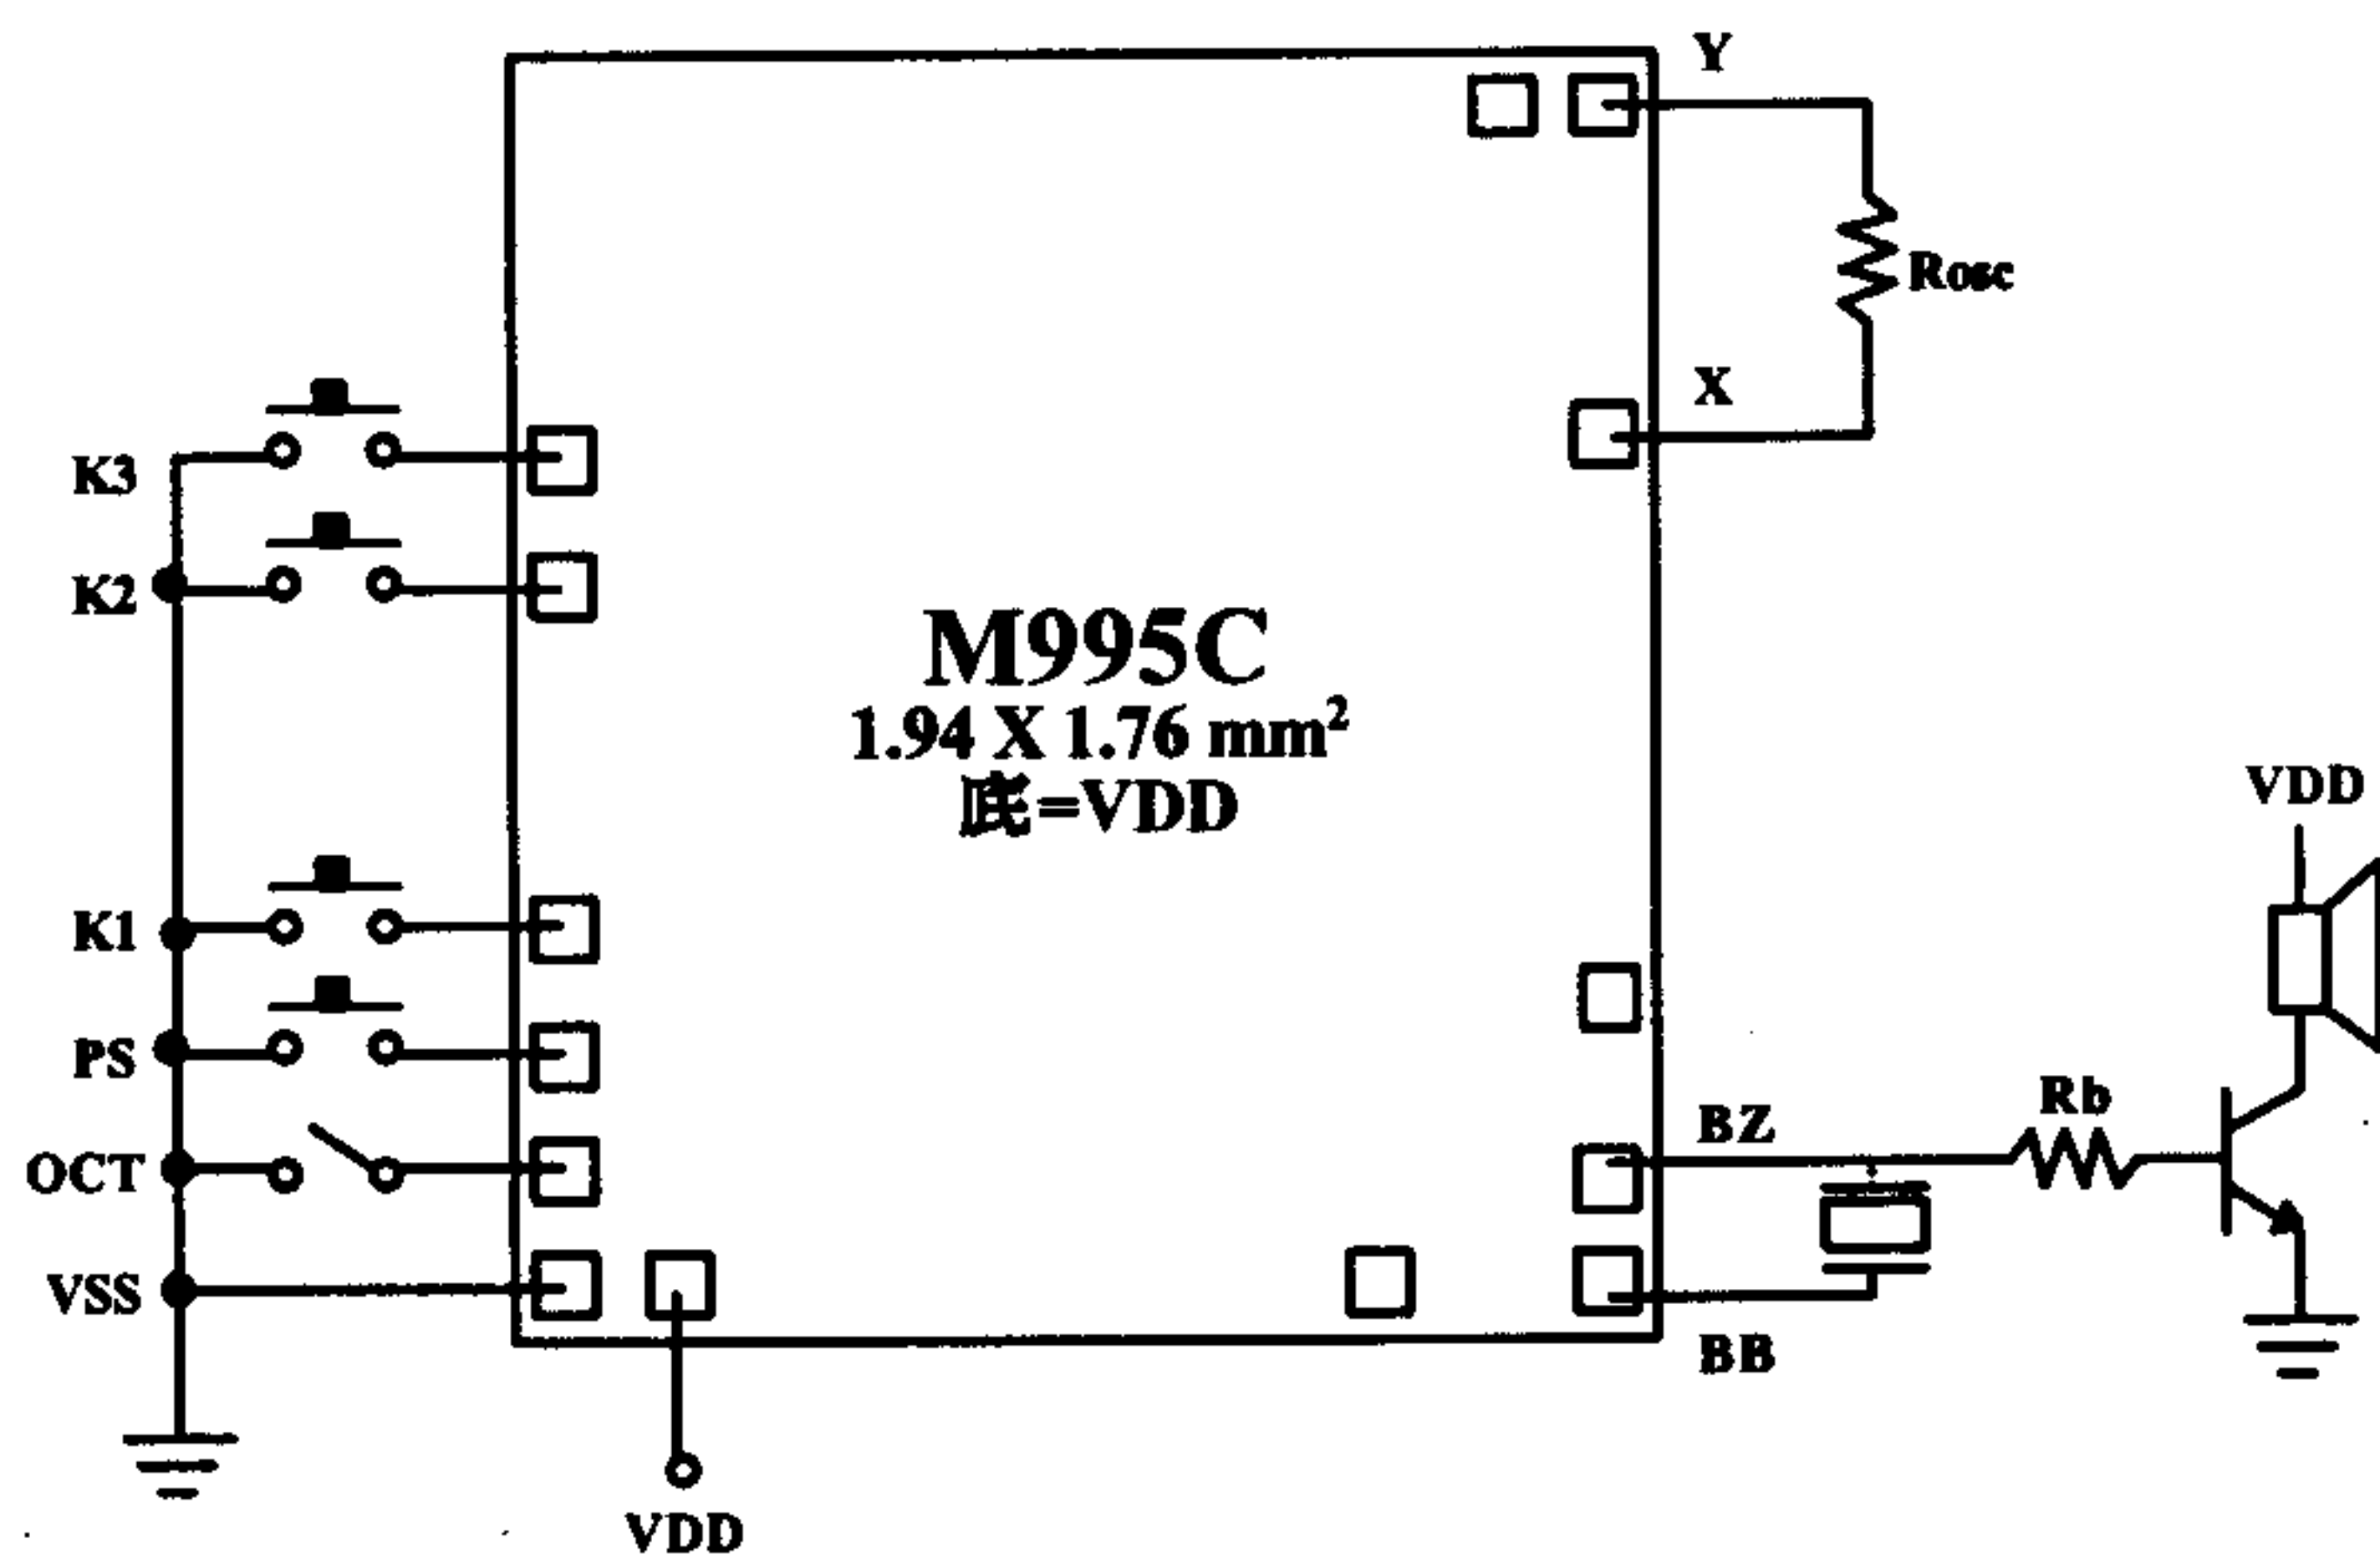 Y
Rosc
X
K3
K2
M995C
1.94 X 1.76 mm²
底=VDD
VDD
K1
PS
Rb
BZ
OCT
VSS
BB
VDD